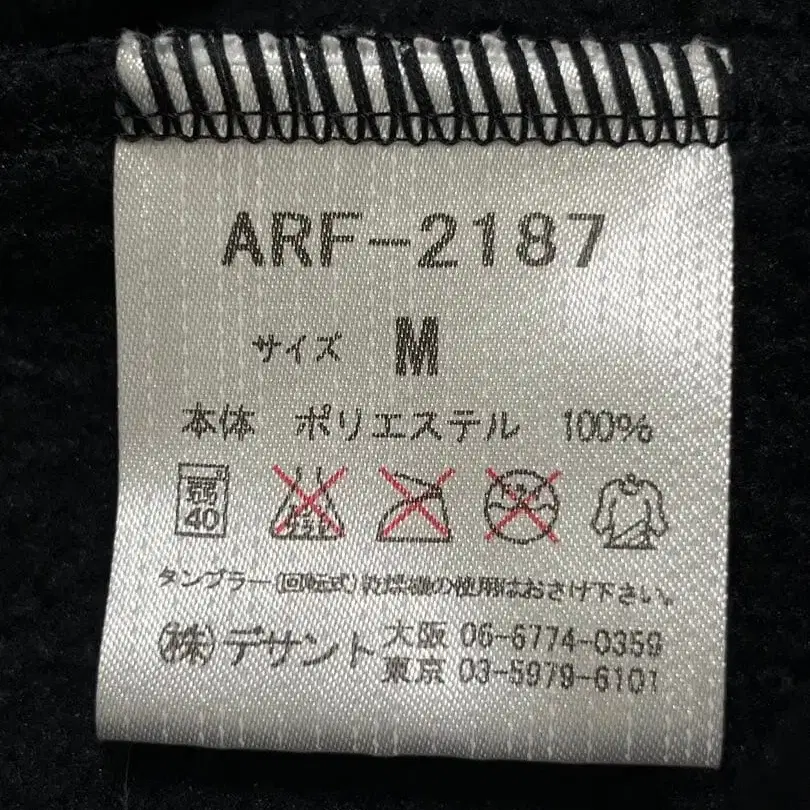 ARF-2187
サイズ M
本体 ポリエステル 100%
40
タンブラー(回転式)乾燥機の使用はおさけ下さい。
㈱デサント 大阪 06-6774-0359
東京 03-5979-6101